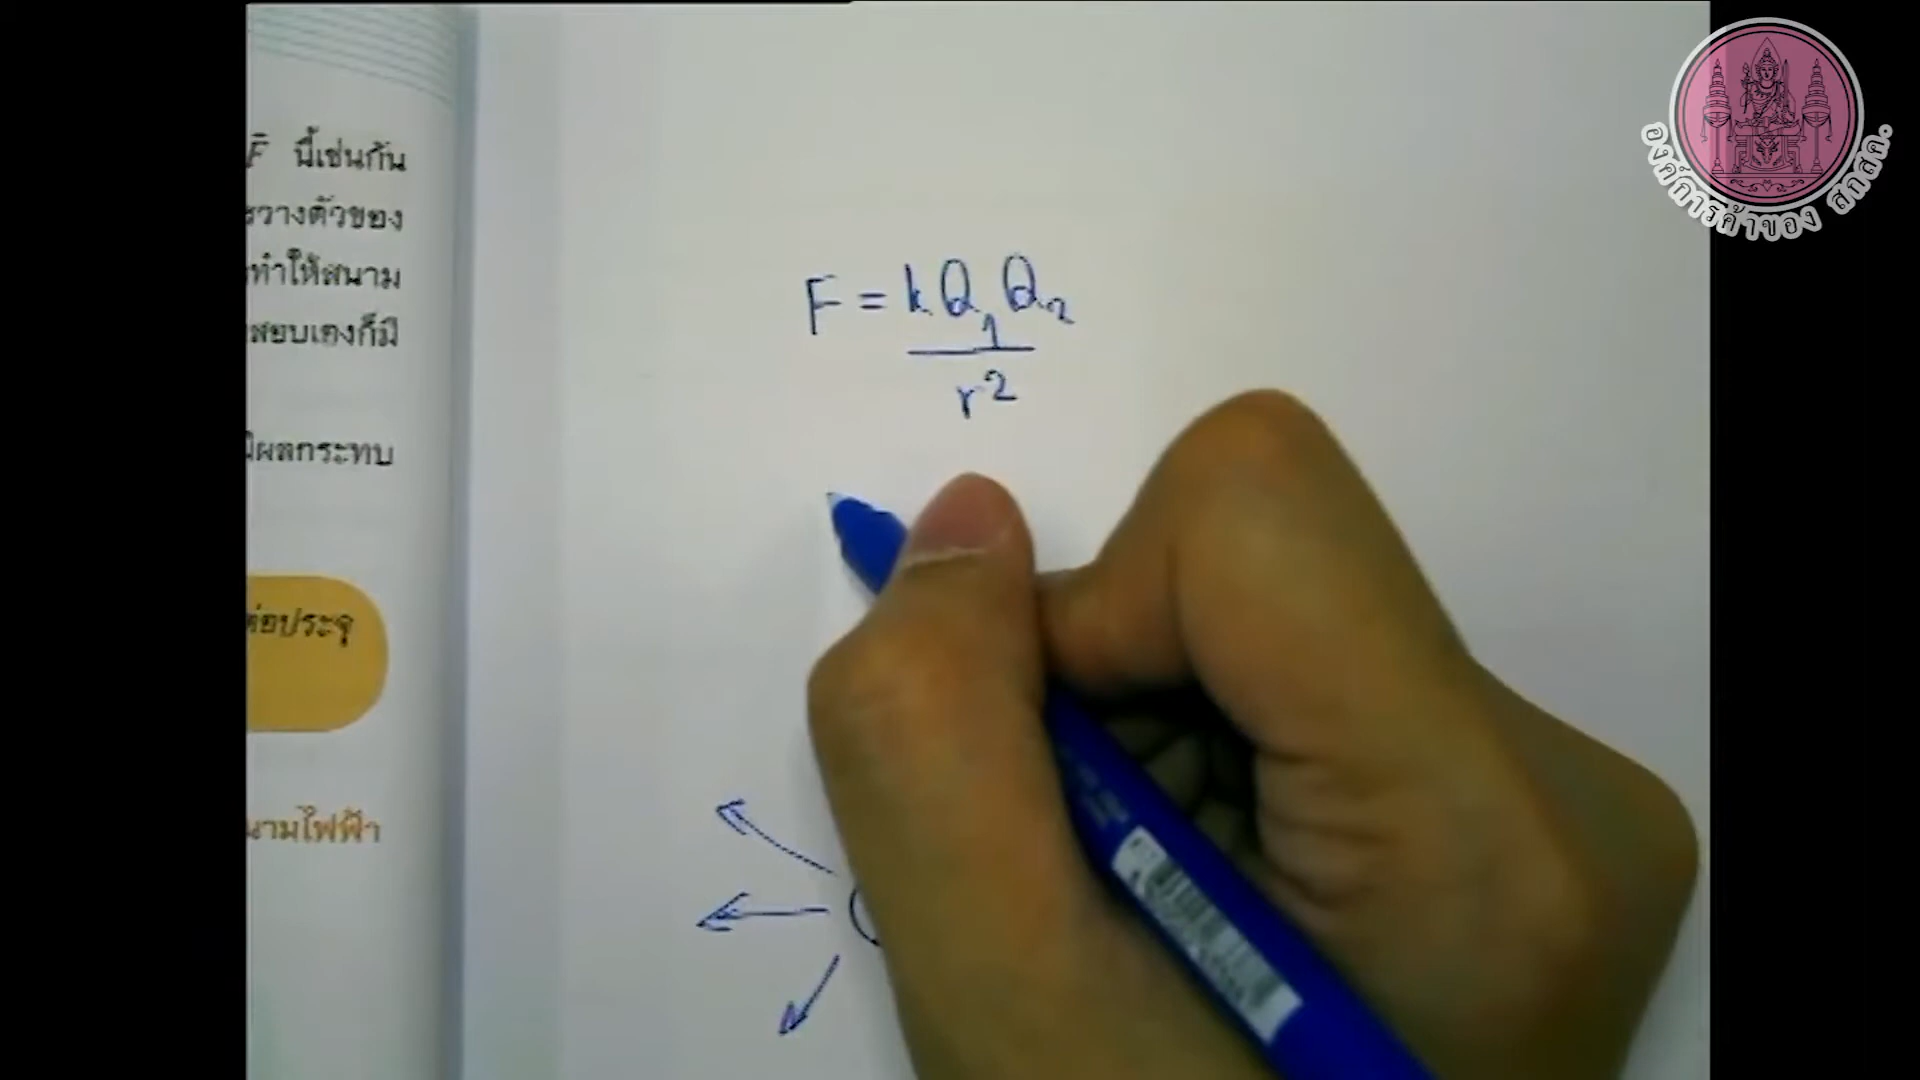 F̄ นี้เช่นกัน
วางตัวของ
ทำให้สนาม
สอบเองก็มี
มีผลกระทบ
ต่อประจุ
นามไฟฟ้า
F = kQ₁Q₂
r²
องค์การค้าของ สกสค.